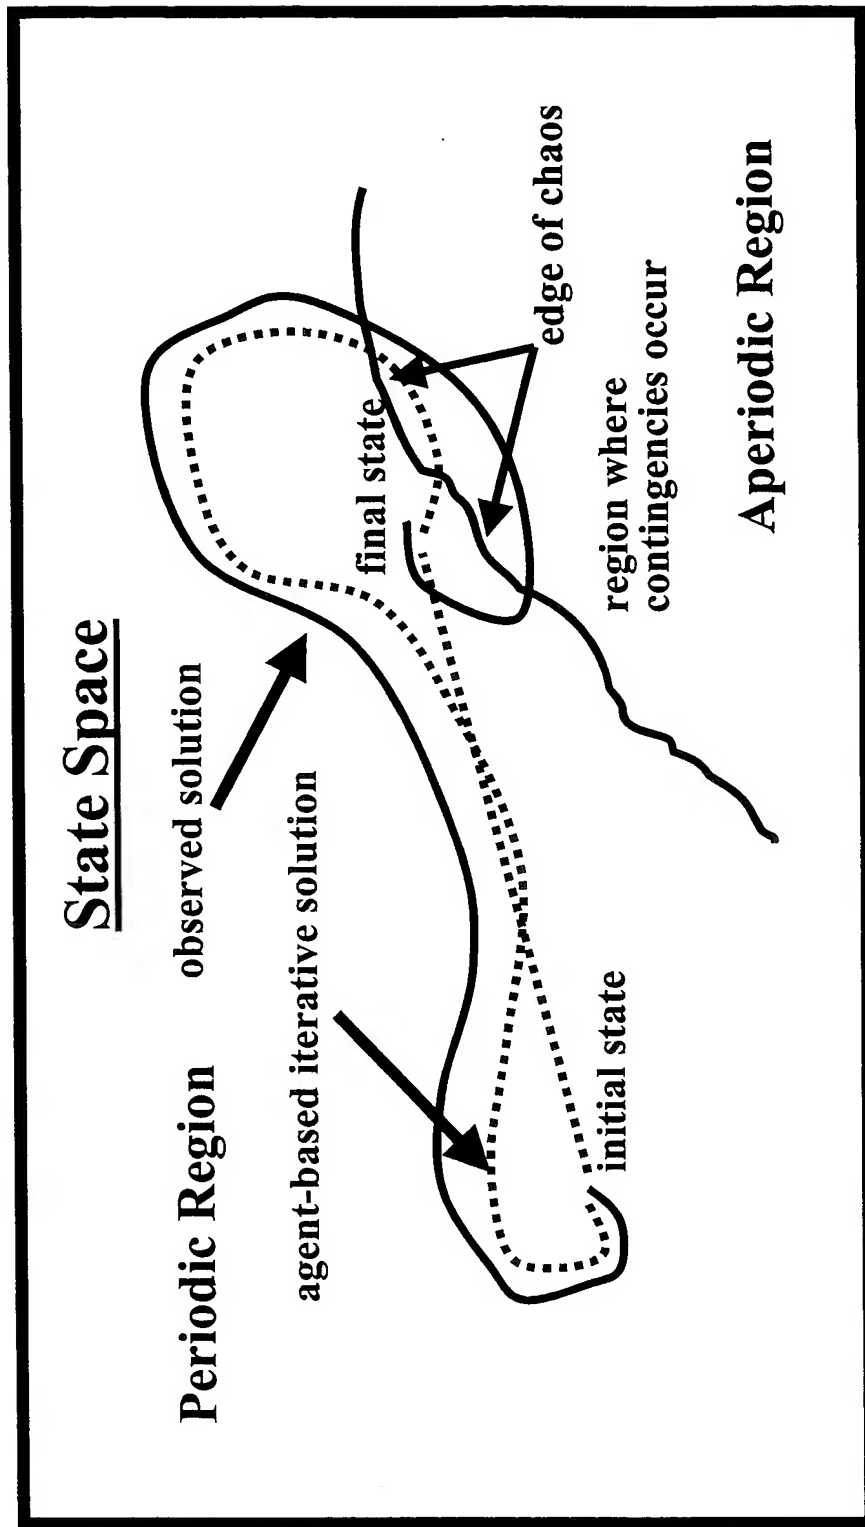 State Space
Periodic Region
observed solution
agent-based iterative solution
final state
edge of chaos
initial state
region where
contingencies occur
Aperiodic Region